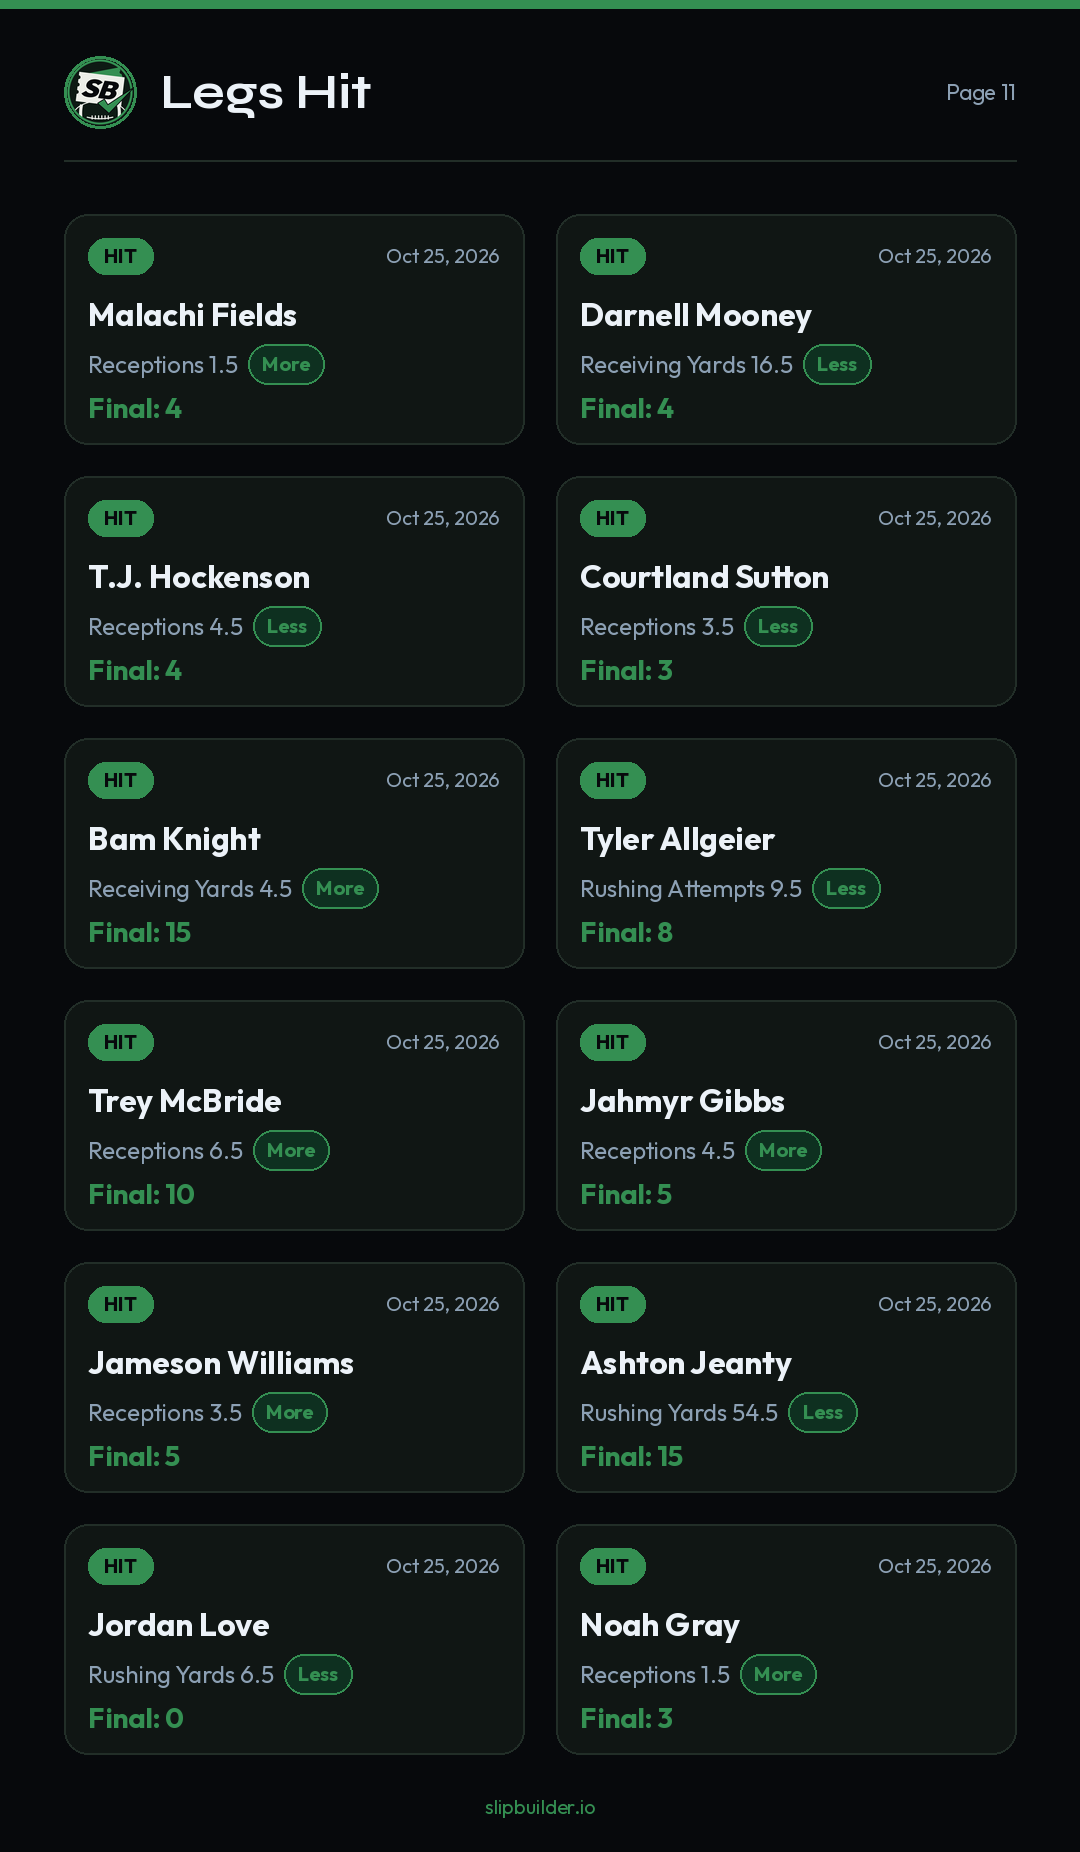 SB
Legs Hit
Page 11
HIT
Oct 25, 2026
Malachi Fields
Receptions 1.5 More
Final: 4
HIT
Oct 25, 2026
Darnell Mooney
Receiving Yards 16.5 Less
Final: 4
HIT
Oct 25, 2026
T.J. Hockenson
Receptions 4.5 Less
Final: 4
HIT
Oct 25, 2026
Courtland Sutton
Receptions 3.5 Less
Final: 3
HIT
Oct 25, 2026
Bam Knight
Receiving Yards 4.5 More
Final: 15
HIT
Oct 25, 2026
Tyler Allgeier
Rushing Attempts 9.5 Less
Final: 8
HIT
Oct 25, 2026
Trey McBride
Receptions 6.5 More
Final: 10
HIT
Oct 25, 2026
Jahmyr Gibbs
Receptions 4.5 More
Final: 5
HIT
Oct 25, 2026
Jameson Williams
Receptions 3.5 More
Final: 5
HIT
Oct 25, 2026
Ashton Jeanty
Rushing Yards 54.5 Less
Final: 15
HIT
Oct 25, 2026
Jordan Love
Rushing Yards 6.5 Less
Final: 0
HIT
Oct 25, 2026
Noah Gray
Receptions 1.5 More
Final: 3
slipbuilder.io